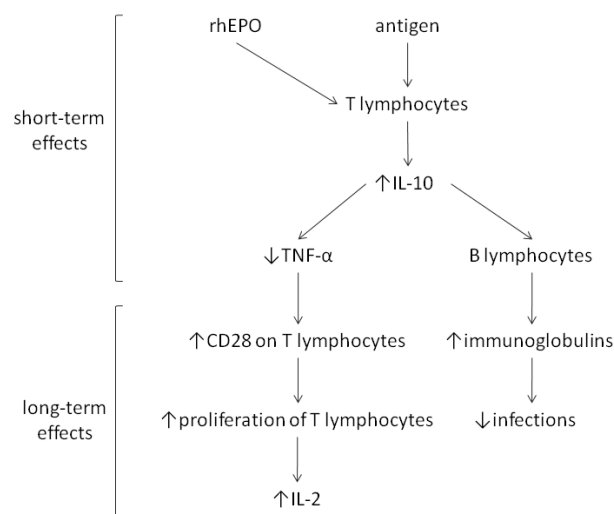 rhEPO antigen
short-term
effects
T lymphocytes
↑IL-10
↓TNF-α B lymphocytes
↑CD28 on T lymphocytes ↑immunoglobulins
long-term
effects
↑proliferation of T lymphocytes ↓infections
↑IL-2